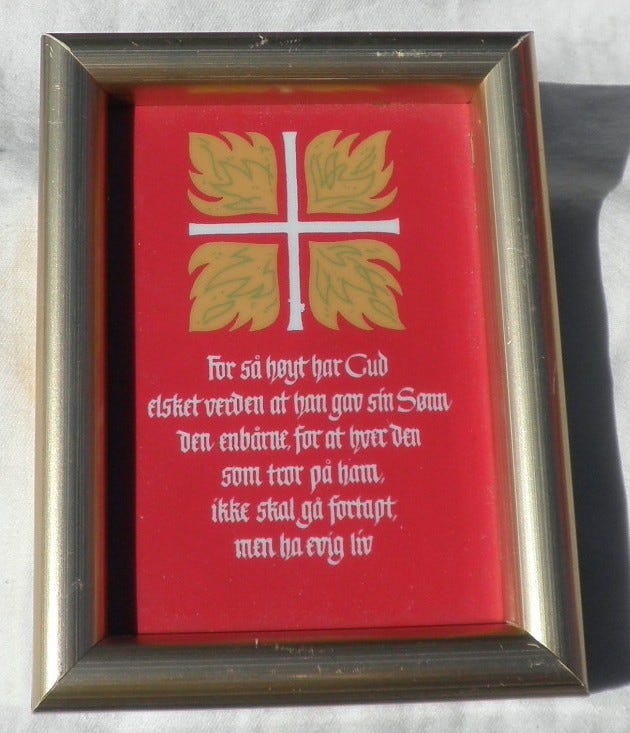 For så høyt har Gud
elsket verden at han gav sin Sønn
den enbårne, for at hver den
som tror på ham,
ikke skal gå fortapt,
men ha evig liv